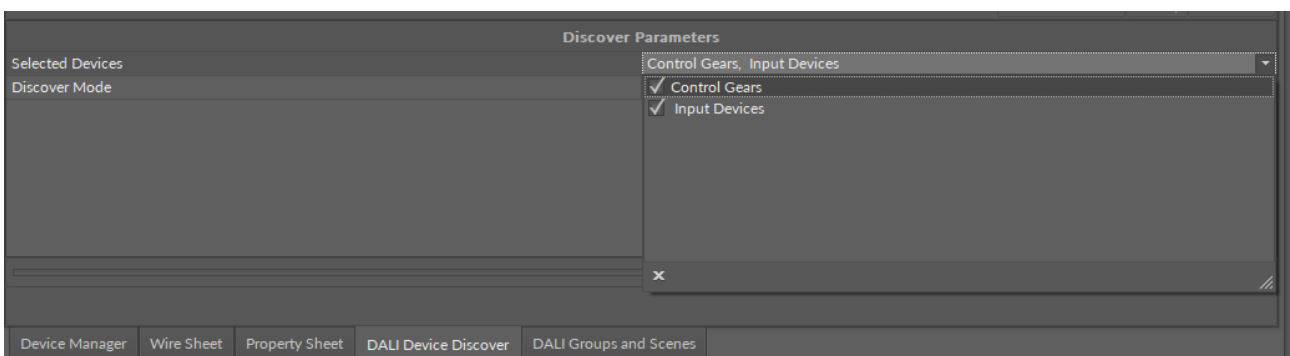 Discover Parameters
Selected Devices Control Gears, Input Devices
Discover Mode Control Gears
Input Devices
x
Device Manager Wire Sheet Property Sheet DALI Device Discover DALI Groups and Scenes